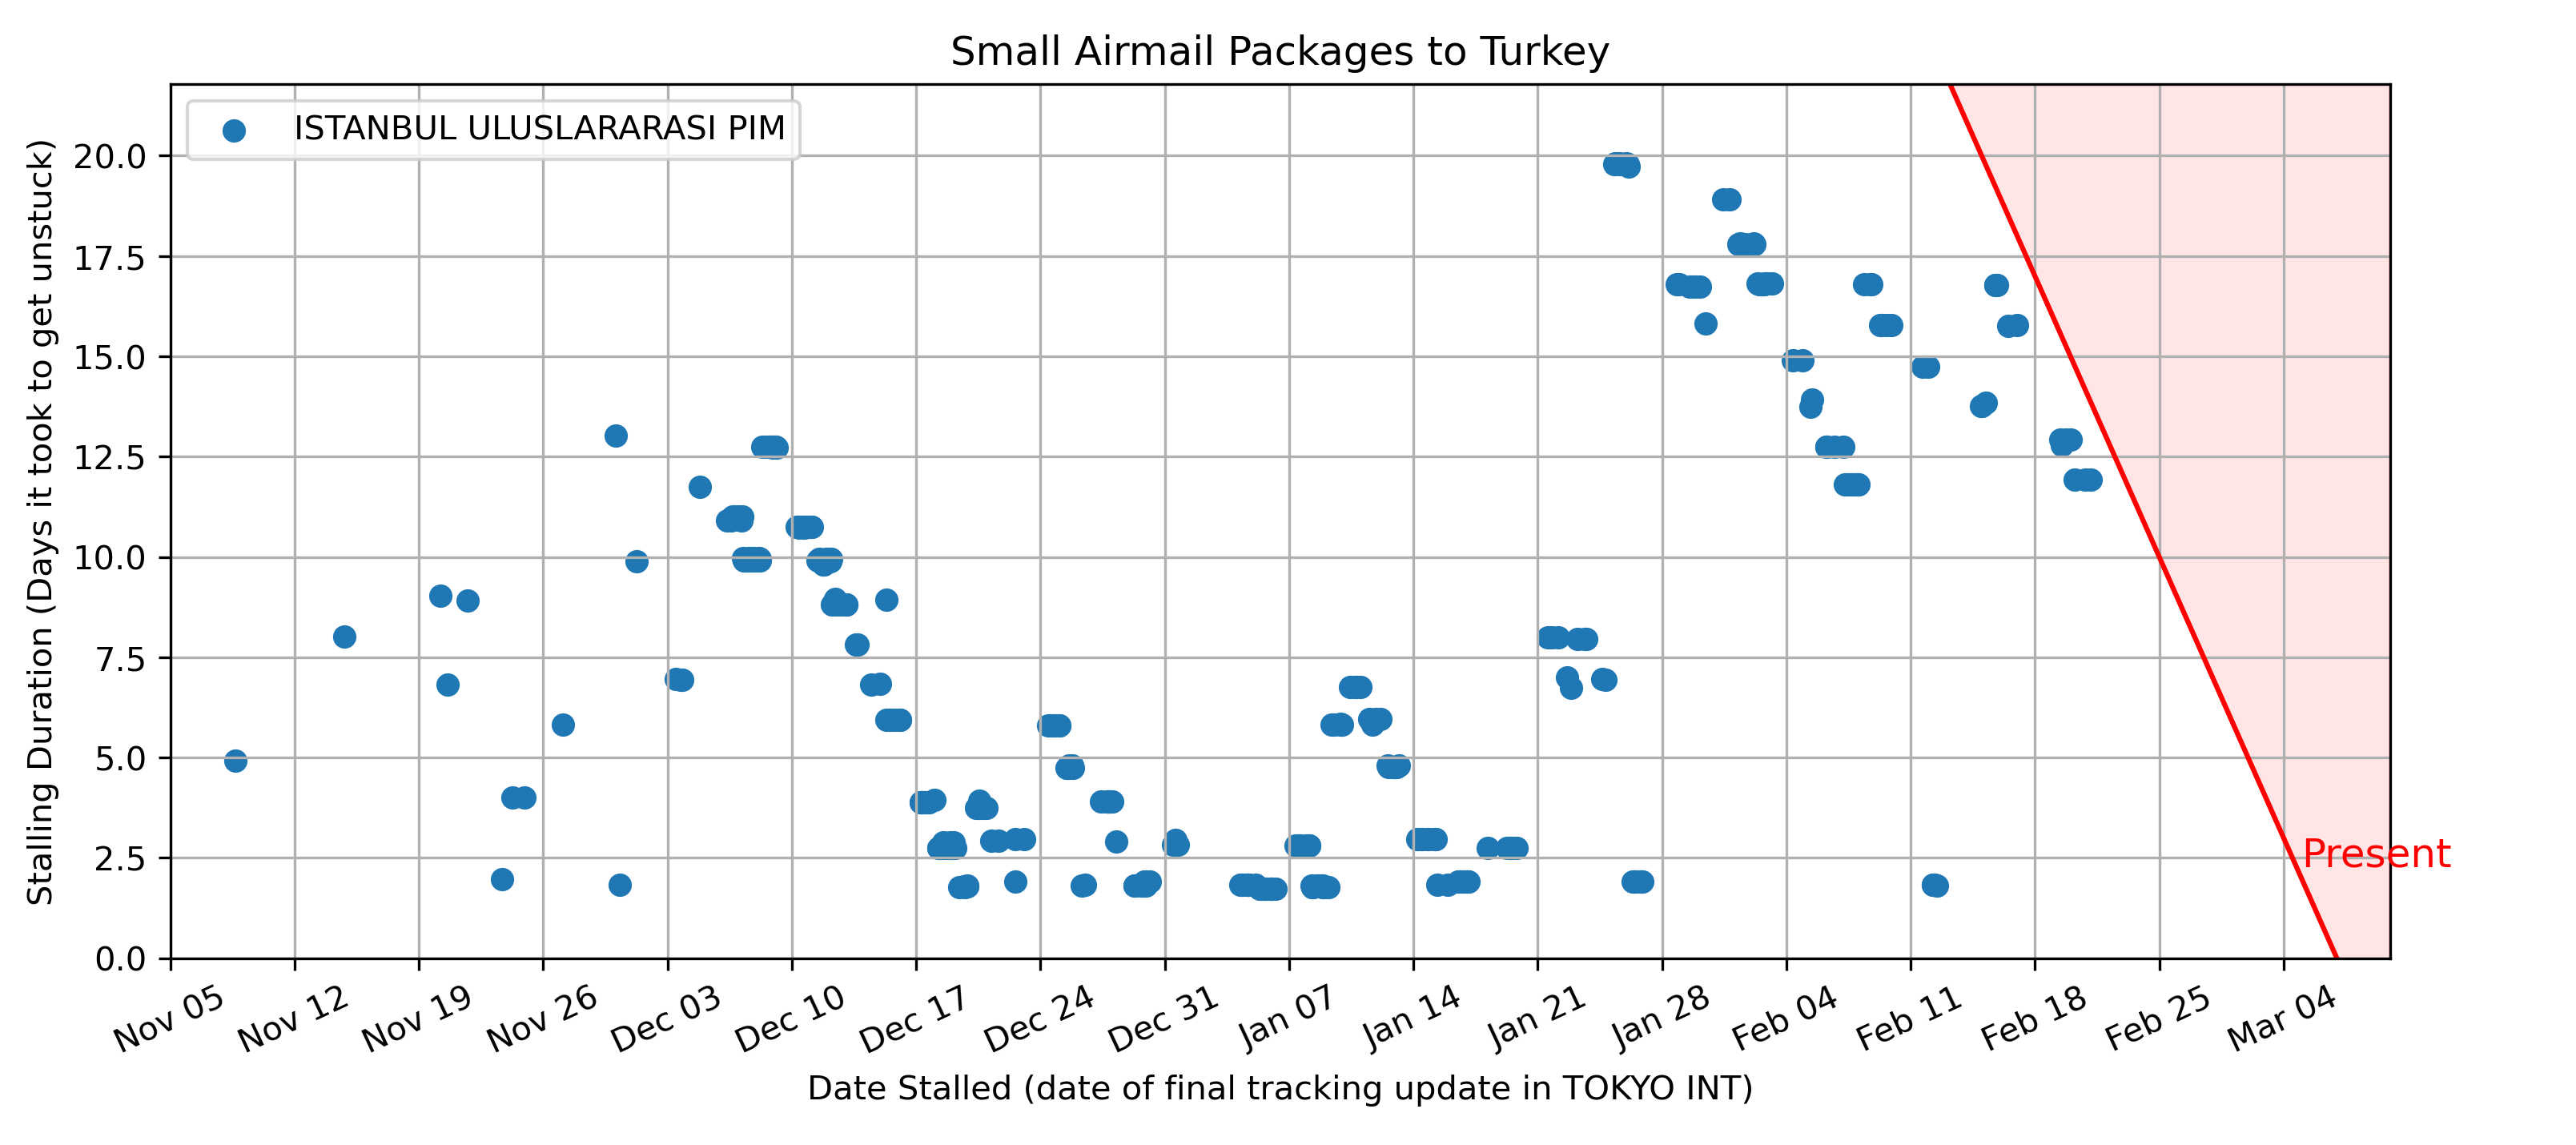 Small Airmail Packages to Turkey
ISTANBUL ULUSLARARASI PIM
Stalling Duration (Days it took to get unstuck)
20.0
17.5
15.0
12.5
10.0
7.5
5.0
2.5
0.0
Present
Nov 05
Nov 12
Nov 19
Nov 26
Dec 03
Dec 10
Dec 17
Dec 24
Dec 31
Jan 07
Jan 14
Jan 21
Jan 28
Feb 04
Feb 11
Feb 18
Feb 25
Mar 04
Date Stalled (date of final tracking update in TOKYO INT)